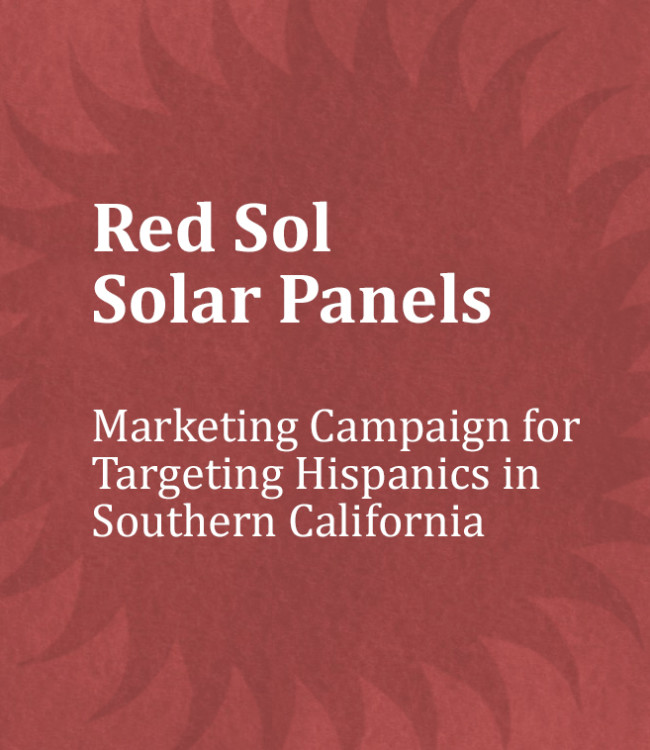 Red Sol
Solar Panels
Marketing Campaign for
Targeting Hispanics in
Southern California